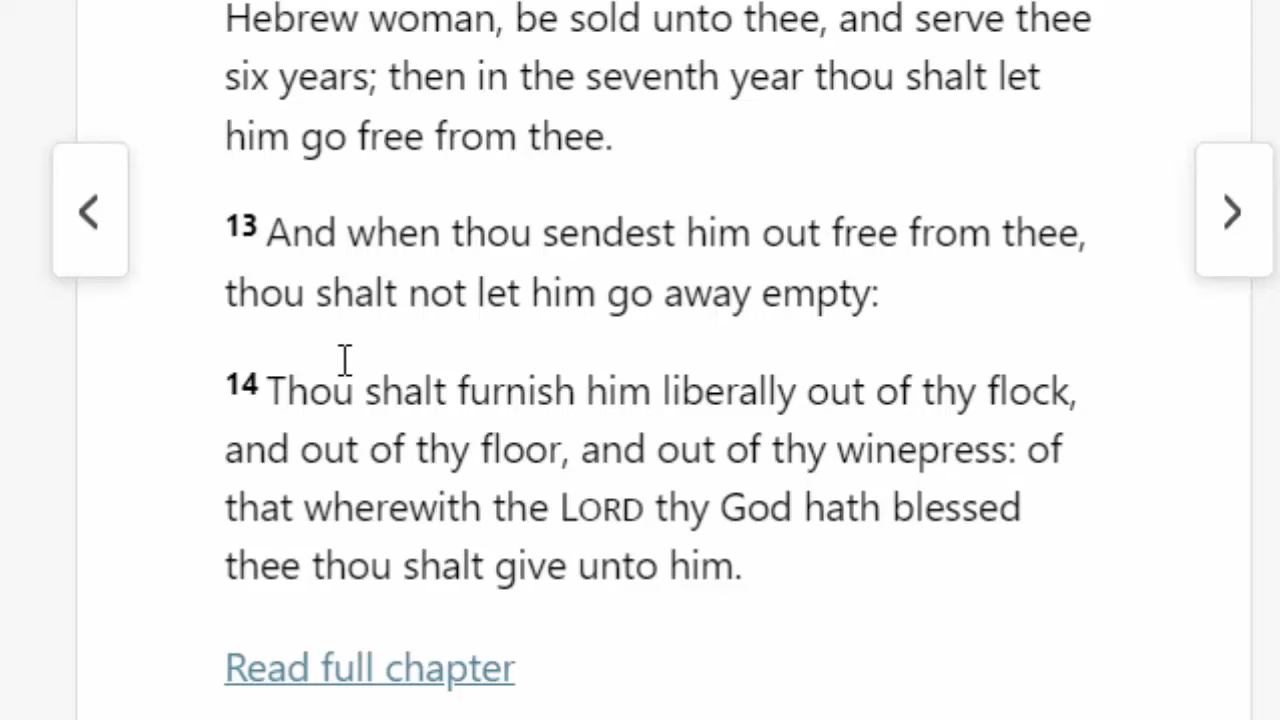 Hebrew woman, be sold unto thee, and serve thee
six years; then in the seventh year thou shalt let
him go free from thee.
13 And when thou sendest him out free from thee,
thou shalt not let him go away empty:
14 Thou shalt furnish him liberally out of thy flock,
and out of thy floor, and out of thy winepress: of
that wherewith the LORD thy God hath blessed
thee thou shalt give unto him.
Read full chapter